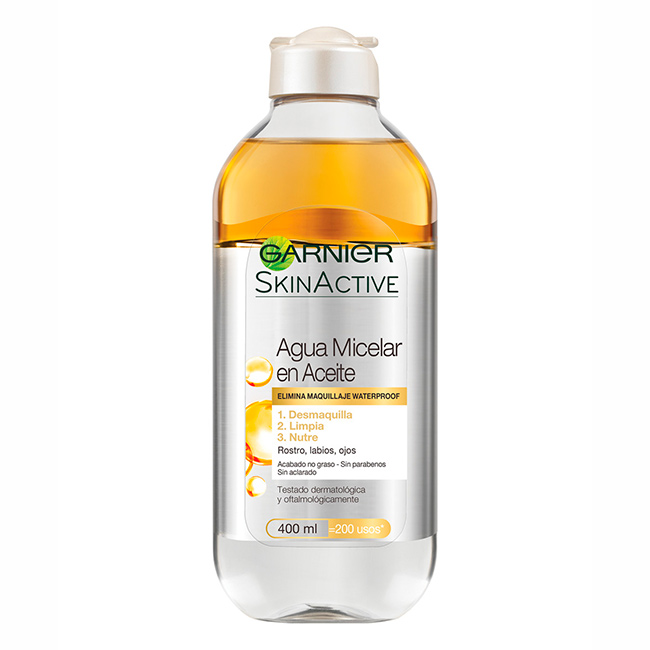 GARNIER
SKINACTIVE
Agua Micelar
en Aceite
ELIMINA MAQUILLAJE WATERPROOF
1. Desmaquilla
2. Limpia
3. Nutre
Rostro, labios, ojos
Acabado no graso - Sin parabenos
Sin aclarado
Testado dermatológica
y oftalmológicamente
400 ml =200 usos*